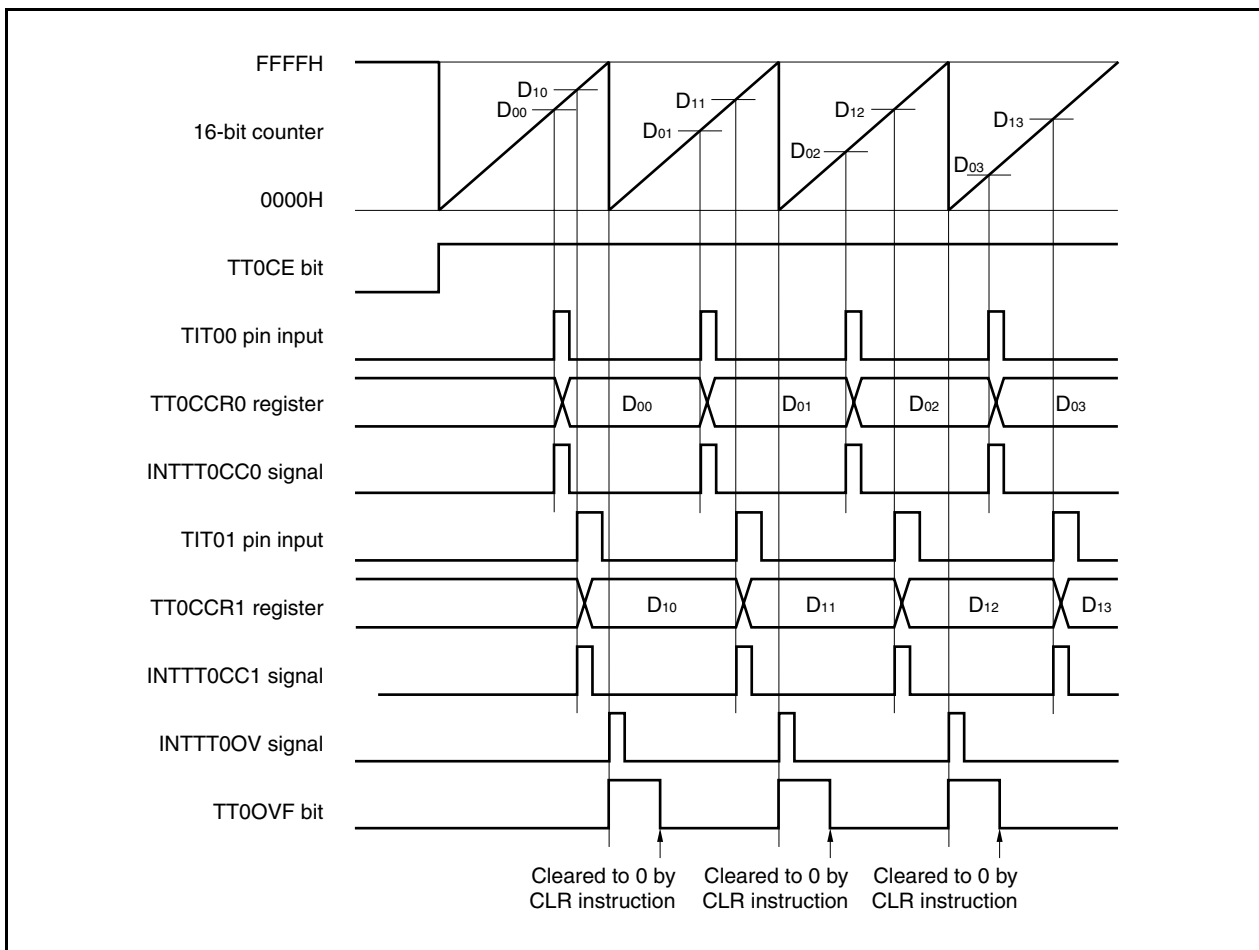 FFFFH
16-bit counter
0000H
D10
D00
D11
D01
D12
D02
D13
D03
TT0CE bit
TIT00 pin input
TT0CCR0 register
D00
D01
D02
D03
INTTT0CC0 signal
TIT01 pin input
TT0CCR1 register
D10
D11
D12
D13
INTTT0CC1 signal
INTTT0OV signal
TT0OVF bit
Cleared to 0 by
CLR instruction
Cleared to 0 by
CLR instruction
Cleared to 0 by
CLR instruction